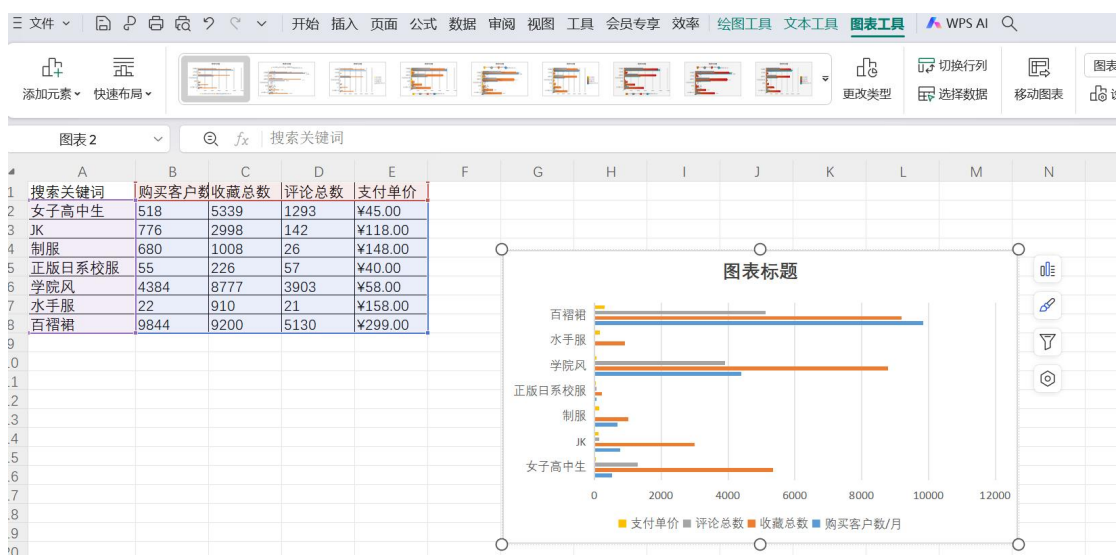 三 文件 开始 插入 页面 公式 数据 审阅 视图 工具 会员专享 效率 绘图工具 文本工具 图表工具 WPS AI
添加元素 快速布局 更改类型 切换行列 选择数据 移动图表 图表
图表 2 fx 搜索关键词
A B C D E F G H I J K L M N
1 搜索关键词 购买客户数 收藏总数 评论总数 支付单价
2 女子高中生 518 5339 1293 ¥45.00
3 JK 776 2998 142 ¥118.00
4 制服 680 1008 26 ¥148.00
5 正版日系校服 55 226 57 ¥40.00
6 学院风 4384 8777 3903 ¥58.00
7 水手服 22 910 21 ¥158.00
8 百褶裙 9844 9200 5130 ¥299.00
图表标题
百褶裙
水手服
学院风
正版日系校服
制服
JK
女子高中生
0 2000 4000 6000 8000 10000 12000
支付单价 评论总数 收藏总数 购买客户数/月